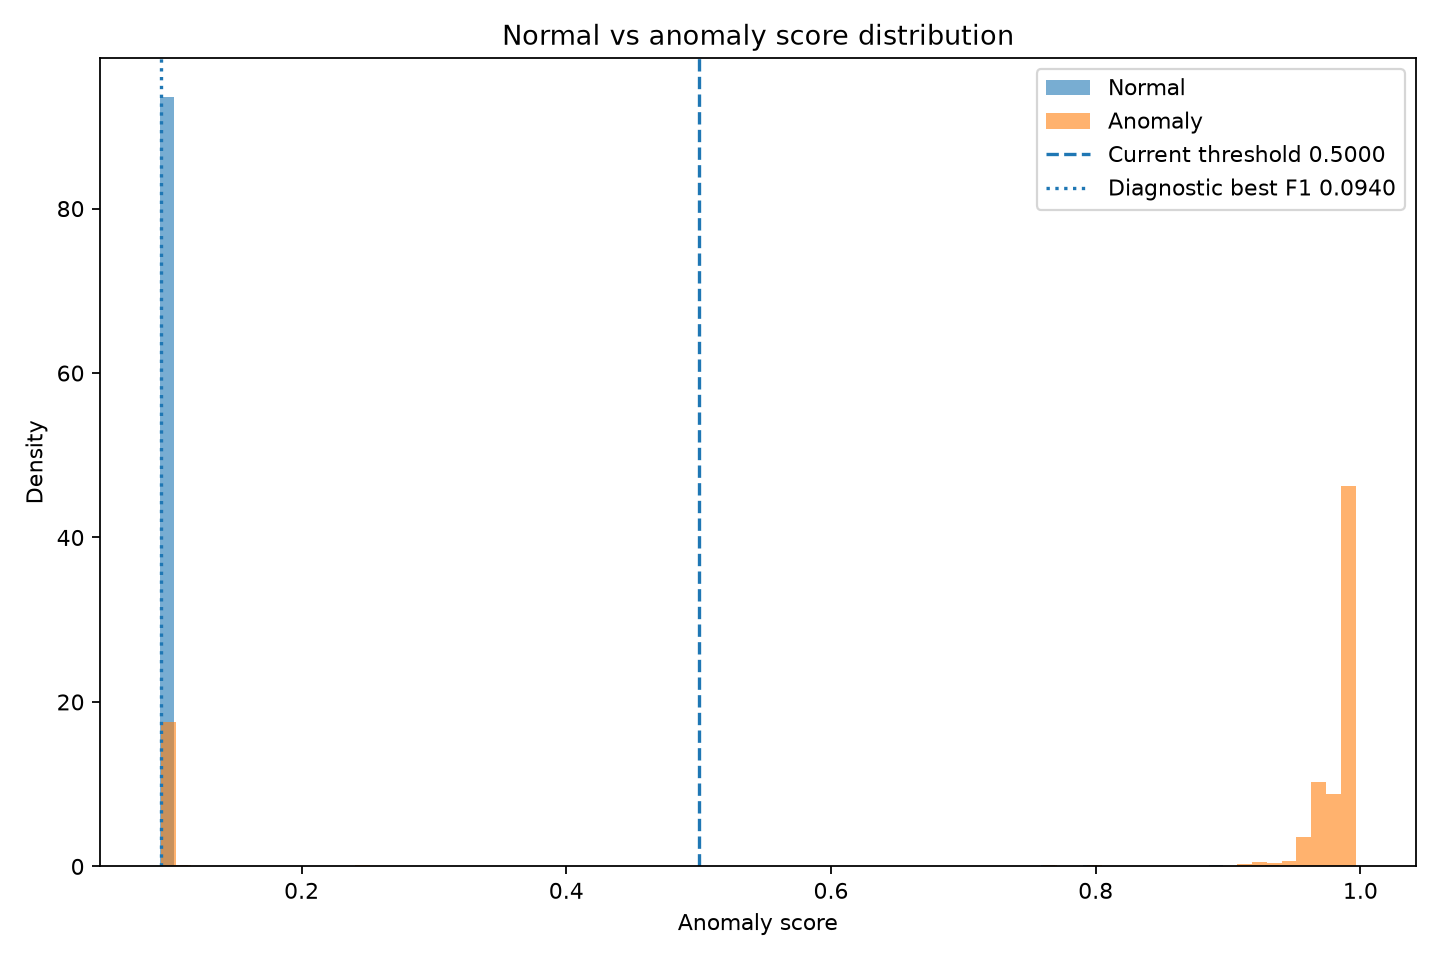 Normal vs anomaly score distribution
Normal
Anomaly
Current threshold 0.5000
Diagnostic best F1 0.0940
Density
80
60
40
20
0
0.2
0.4
0.6
0.8
1.0
Anomaly score